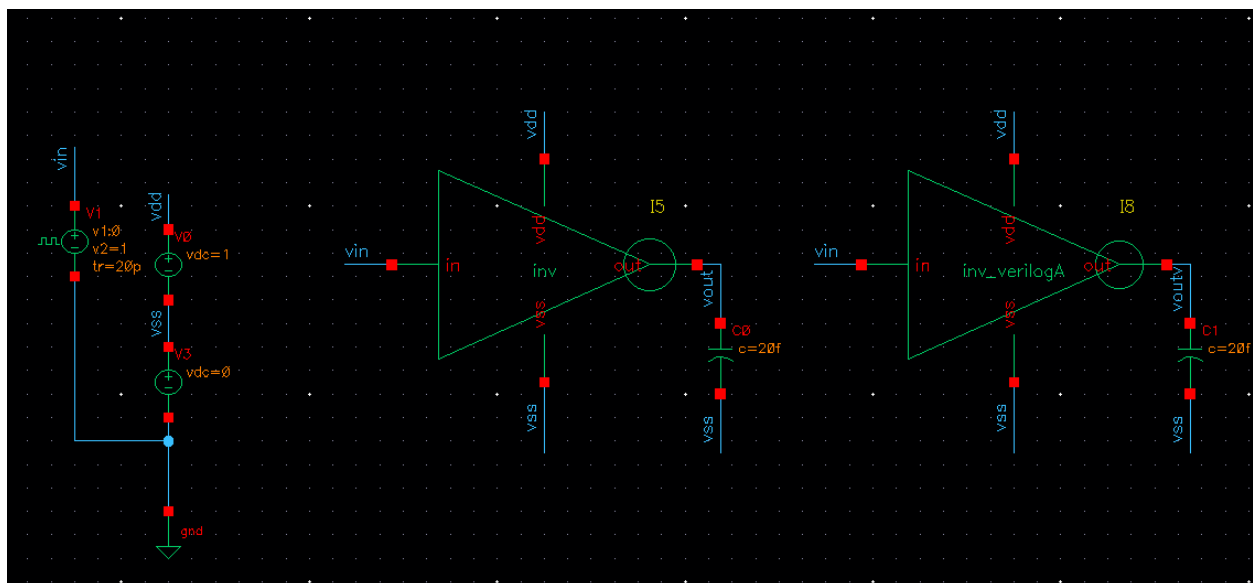 vin
V1
v1:0
v2=1
tr=20p
vdd
V0
vdc=1
vss
V3
vdc=0
gnd
vdd
I5
vdd
vin
in
inv
out
vout
vss
C0
c=20f
vss
vss
vdd
I8
vdd
vin
in
inv_verilogA
out
voutv
vss
C1
c=20f
vss
vss